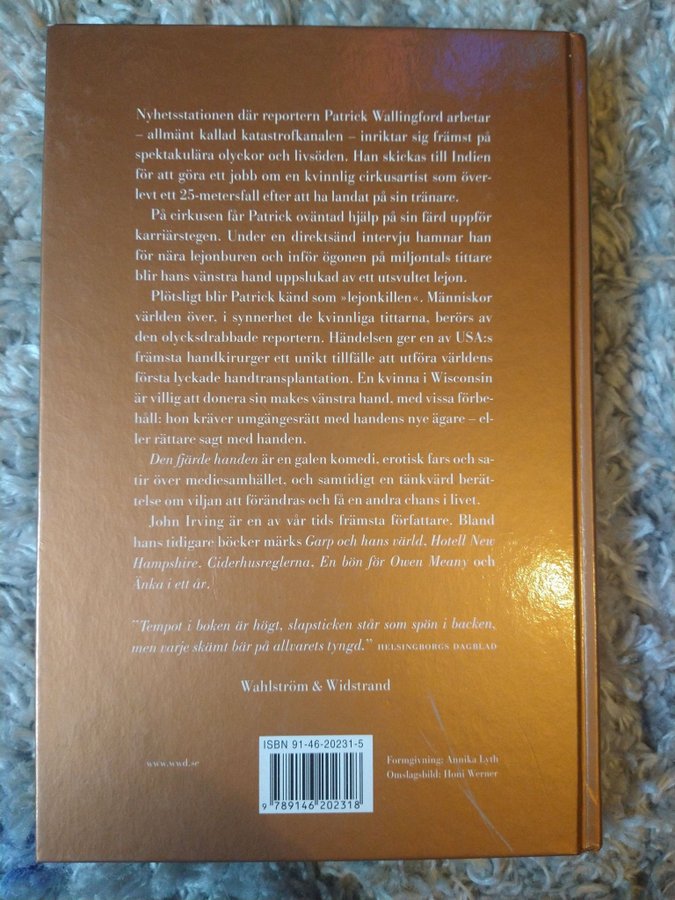 Nyhetsstationen där reportern Patrick Wallingford arbetar
– allmänt kallad katastrofkanalen – inriktar sig främst på
spektakulära olyckor och livsöden. Han skickas till Indien
för att göra ett jobb om en kvinnlig cirkusartist som över-
levt ett 25-metersfall efter att ha landat på sin tränare.
På cirkusen får Patrick oväntad hjälp på sin färd uppför
karriärstegen. Under en direktsänd intervju hamnar han
för nära lejonburen och inför ögonen på miljontals tittare
blir hans vänstra hand uppslukad av ett utsvultet lejon.
Plötsligt blir Patrick känd som »lejonkillen«. Människor
världen över, i synnerhet de kvinnliga tittarna, berörs av
den olycksdrabbade reportern. Händelsen ger en av USA:s
främsta handkirurger ett unikt tillfälle att utföra världens
första lyckade handtransplantation. En kvinna i Wisconsin
är villig att donera sin makes vänstra hand, med vissa förbe-
håll: hon kräver umgängesrätt med handens nye ägare – el-
ler rättare sagt med handen.
Den fjärde handen är en galen komedi, erotisk fars och sa-
tir över mediesamhället, och samtidigt en tänkvärd berät-
telse om viljan att förändras och få en andra chans i livet.
John Irving är en av vår tids främsta författare. Bland
hans tidigare böcker märks Garp och hans värld, Hotell New
Hampshire, Ciderhusreglerna, En bön för Owen Meany och
Änka i ett år.
"Tempot i boken är högt, slapsticken står som spön i backen,
men varje skämt bär på allvarets tyngd." HELSINGBORGS DAGBLAD
Wahlström & Widstrand
www.wwd.se
ISBN 91-46-20231-5
9 789146 202318
Formgivning: Annika Lyth
Omslagsbild: Honi Werner